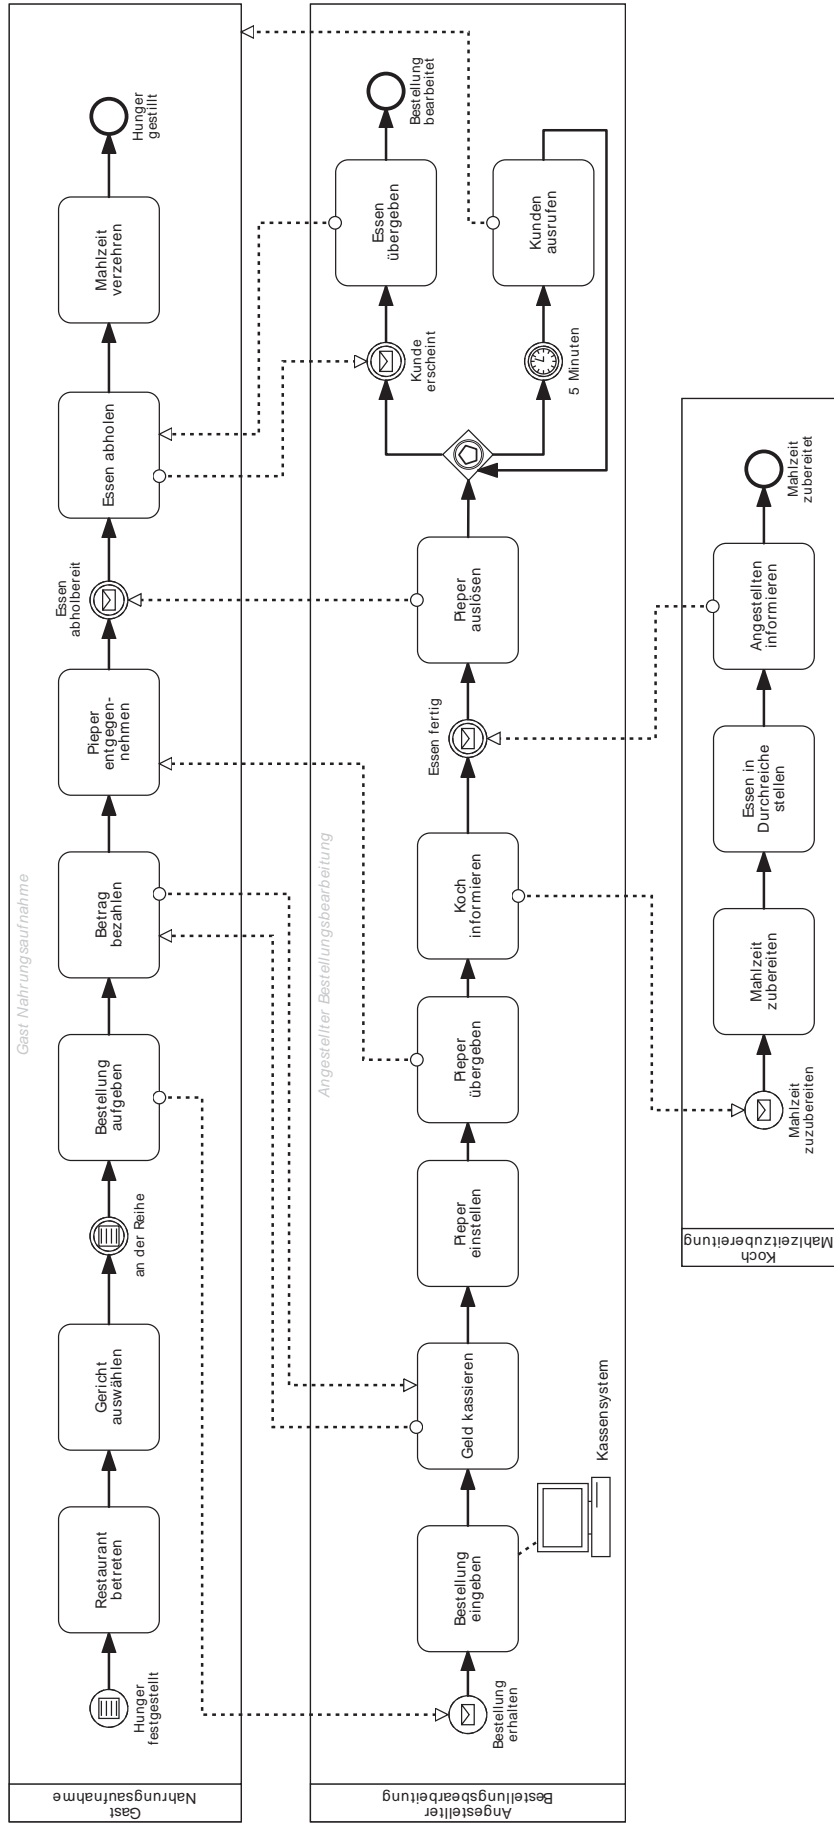 Gast
Nahrungsaufnahme
Gast Nahrungsaufnahme
Hunger
festgestellt
Restaurant
betreten
Gericht
auswählen
an der Reihe
Bestellung
aufgeben
Betrag
bezahlen
Pieper
entgegen-
nehmen
Essen
abholbereit
Essen abholen
Mahlzeit
verzehren
Hunger
gestillt
Angestellter
Bestellungsbearbeitung
Angestellter Bestellungsbearbeitung
Bestellung
erhalten
Bestellung
eingeben
Kassensystem
Geld kassieren
Pieper
einstellen
Pieper
übergeben
Koch
informieren
Essen fertig
Pieper
auslösen
Kunde
erscheint
Essen
übergeben
Bestellung
bearbeitet
5 Minuten
Kunden
ausrufen
Koch
Mahlzeitzubereitung
Mahlzeit
zuzubereiten
Mahlzeit
zubereiten
Essen in
Durchreiche
stellen
Angestellten
informieren
Mahlzeit
zubereitet